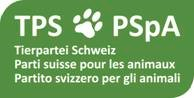 TPS PSpA
Tierpartei Schweiz
Parti suisse pour les animaux
Partito svizzero per gli animali